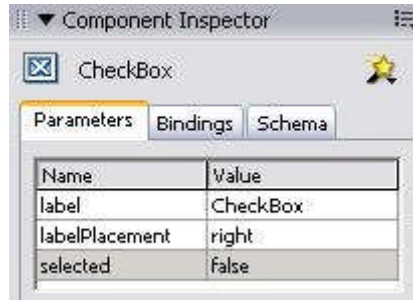 Component Inspector
CheckBox
Parameters Bindings Schema
Name Value
label CheckBox
labelPlacement right
selected false